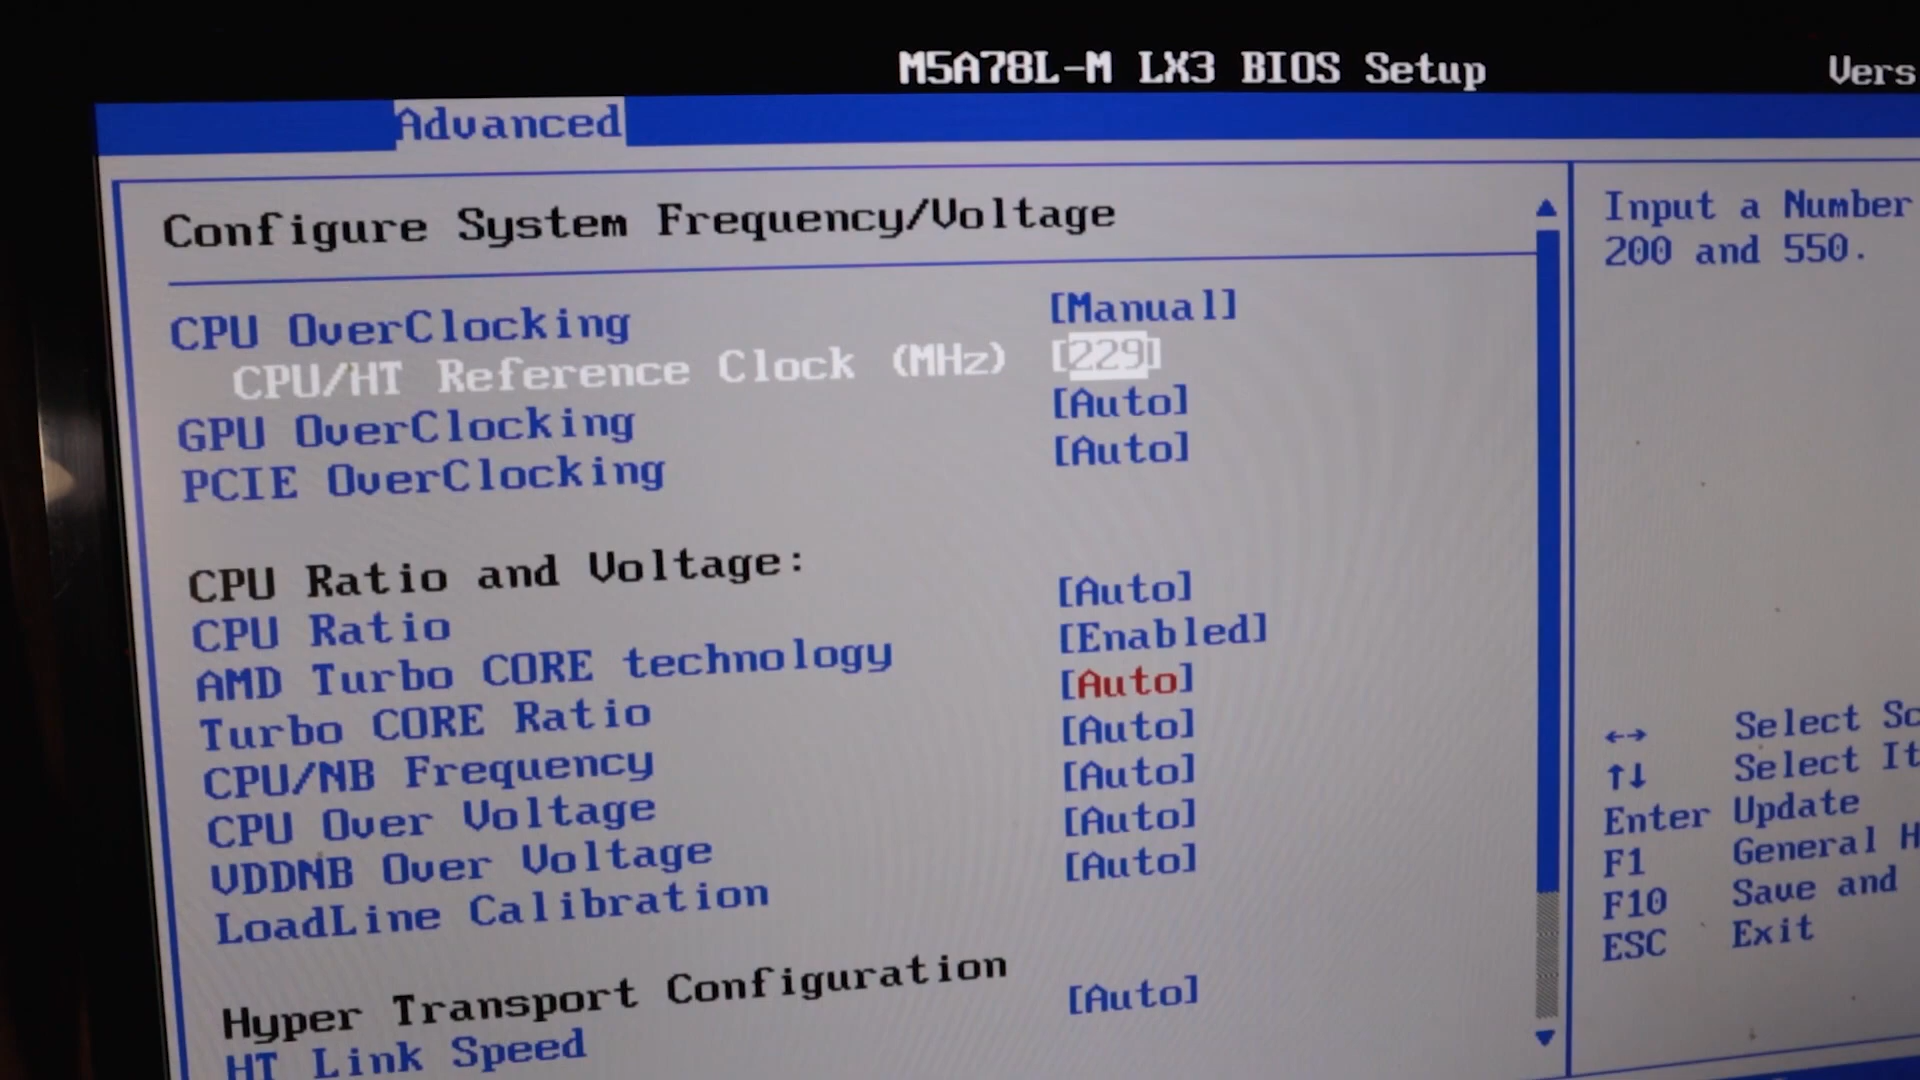 M5A78L-M LX3 BIOS Setup
Vers
Advanced
Configure System Frequency/Voltage
CPU OverClocking [Manual]
CPU/HT Reference Clock (MHz) [229]
GPU OverClocking [Auto]
PCIE OverClocking [Auto]
CPU Ratio and Voltage:
CPU Ratio [Auto]
AMD Turbo CORE technology [Enabled]
Turbo CORE Ratio [Auto]
CPU/NB Frequency [Auto]
CPU Over Voltage [Auto]
VDDNB Over Voltage [Auto]
LoadLine Calibration [Auto]
Hyper Transport Configuration
HT Link Speed [Auto]
Input a Number
200 and 550.
←→ Select Sc
↑↓ Select It
Enter Update
F1 General H
F10 Save and
ESC Exit